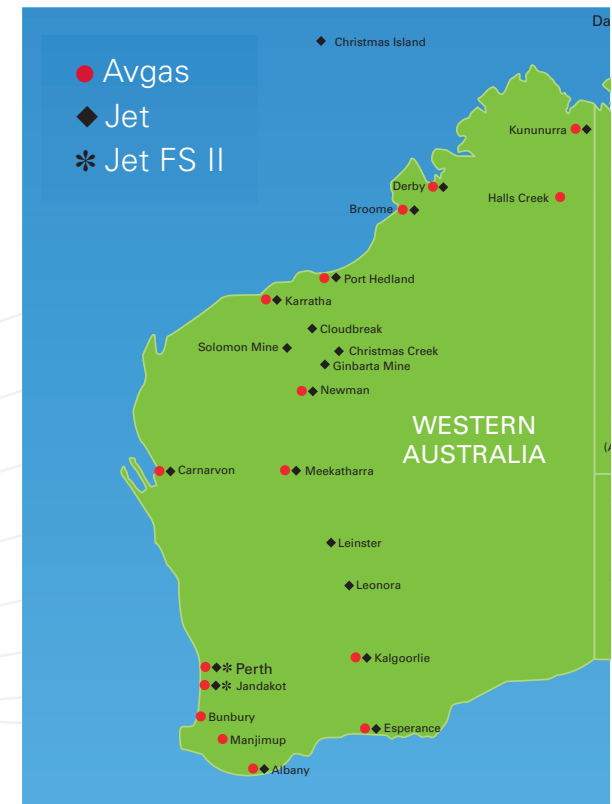 Da
Christmas Island
Avgas
Jet
Jet FS II
Kununurra
Derby
Halls Creek
Broome
Port Hedland
Karratha
Cloudbreak
Solomon Mine
Christmas Creek
Ginbarta Mine
Newman
WESTERN
AUSTRALIA
(A
Carnarvon
Meekatharra
Leinster
Leonora
Kalgoorlie
Perth
Jandakot
Bunbury
Esperance
Manjimup
Albany